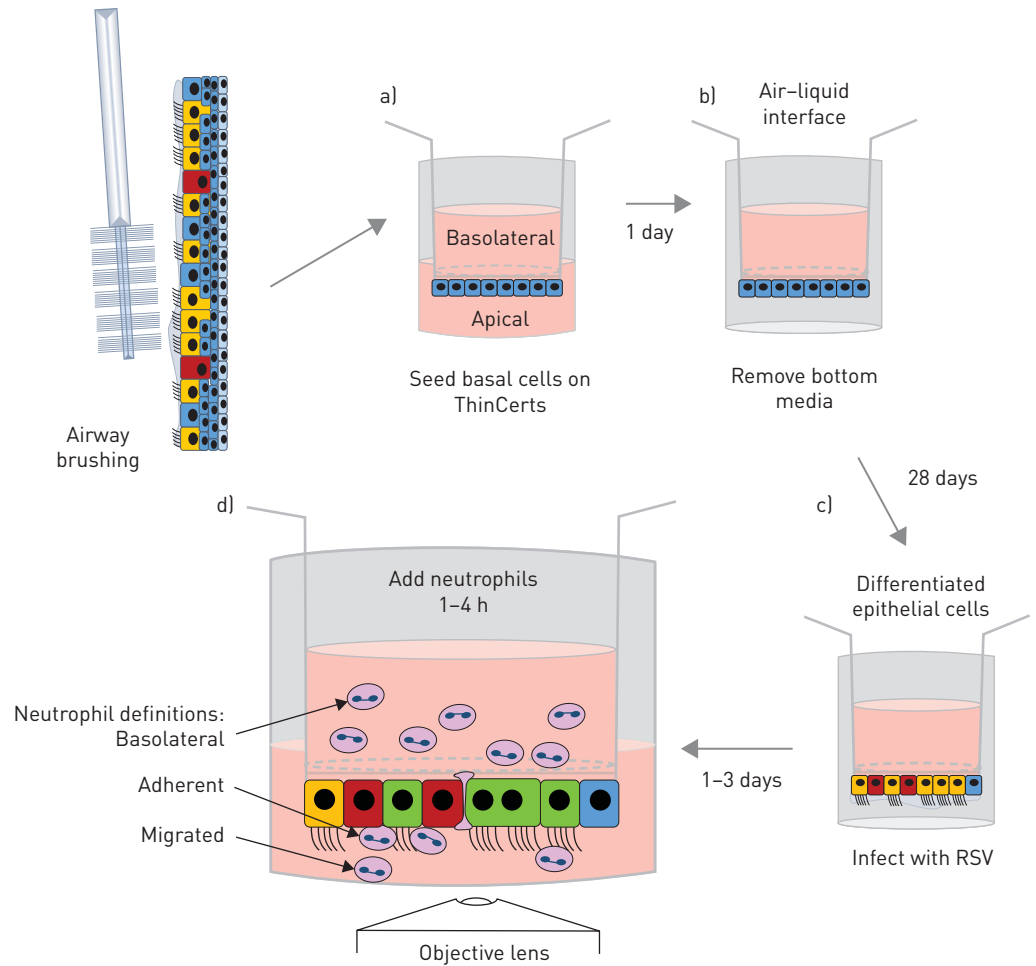 Airway
brushing
a)
Basolateral
Apical
Seed basal cells on
ThinCerts
1 day
b)
Air–liquid
interface
Remove bottom
media
28 days
c)
Differentiated
epithelial cells
Infect with RSV
1–3 days
d)
Add neutrophils
1–4 h
Neutrophil definitions:
Basolateral
Adherent
Migrated
Objective lens